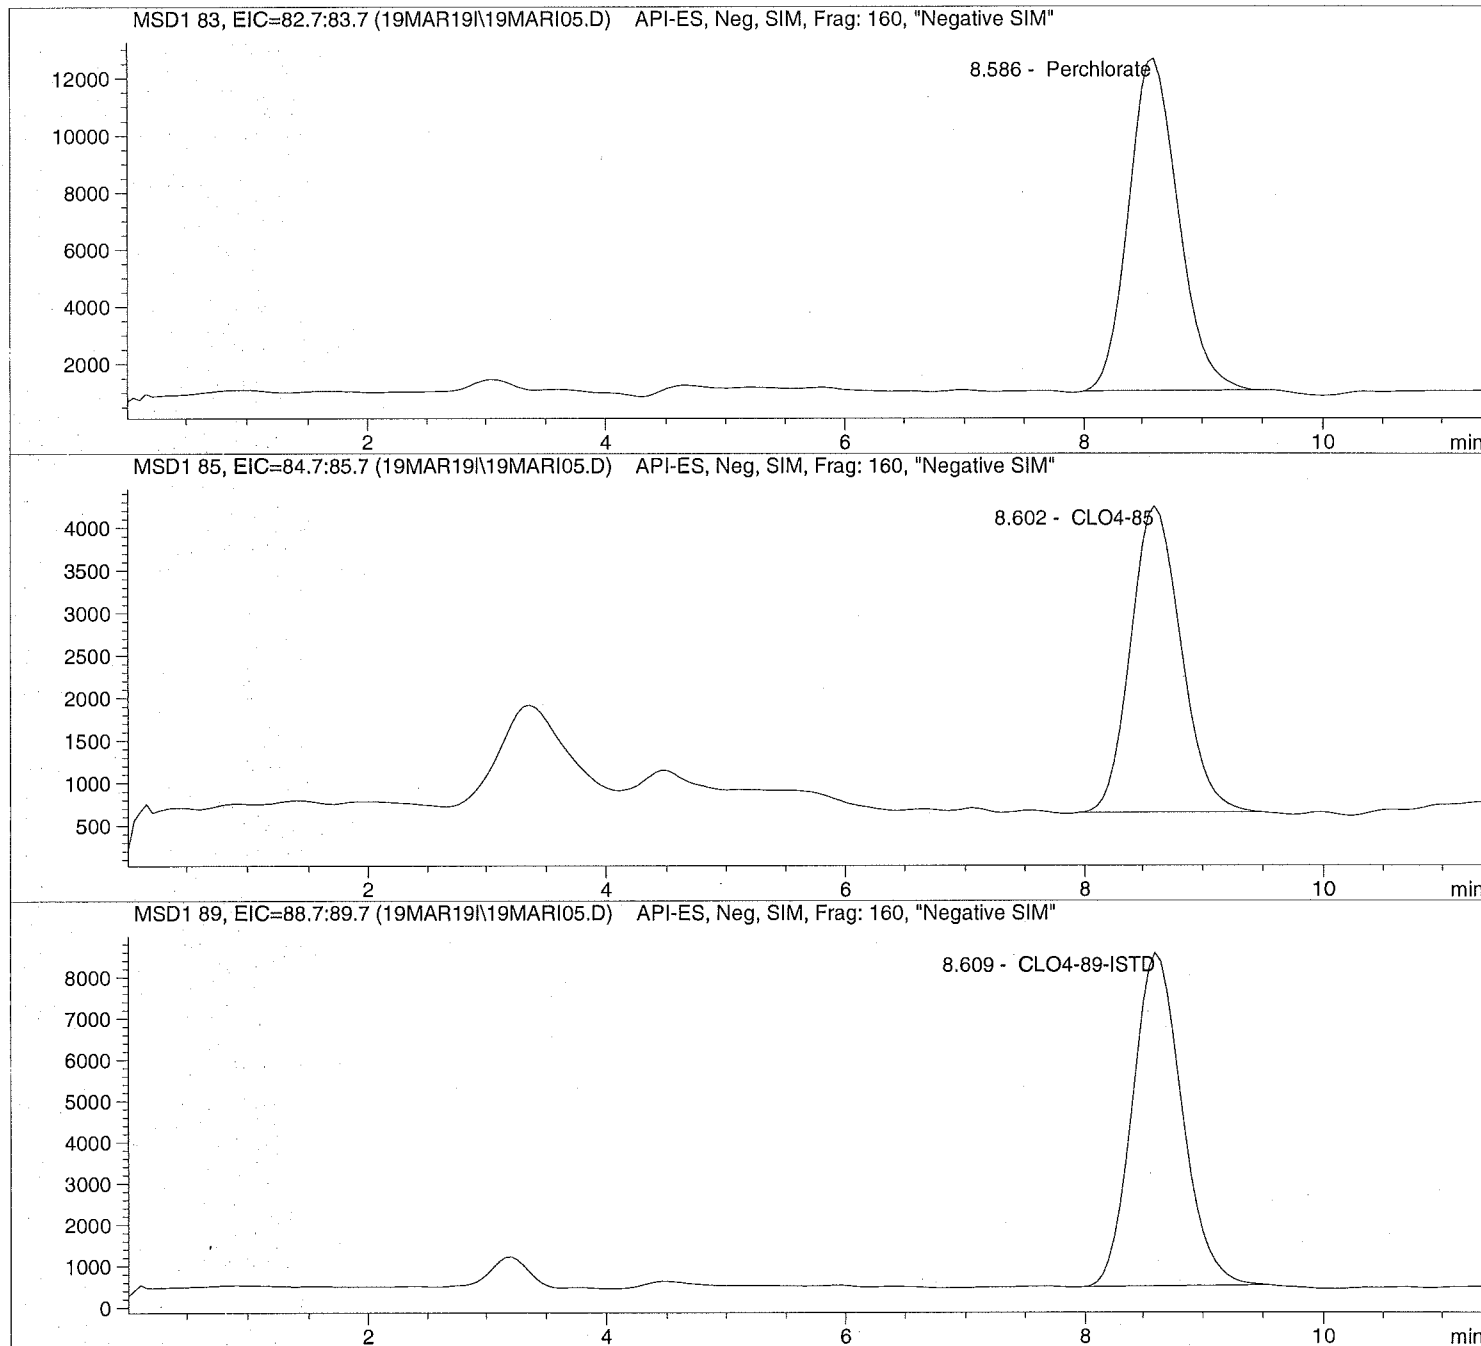 MSD1 83, EIC=82.7:83.7 (19MAR19I\19MARI05.D) API-ES, Neg, SIM, Frag: 160, "Negative SIM"
8.586 - Perchlorate
12000
10000
8000
6000
4000
2000
2 4 6 8 10 min
MSD1 85, EIC=84.7:85.7 (19MAR19I\19MARI05.D) API-ES, Neg, SIM, Frag: 160, "Negative SIM"
8.602 - CLO4-85
4000
3500
3000
2500
2000
1500
1000
500
2 4 6 8 10 min
MSD1 89, EIC=88.7:89.7 (19MAR19I\19MARI05.D) API-ES, Neg, SIM, Frag: 160, "Negative SIM"
8.609 - CLO4-89-ISTD
8000
7000
6000
5000
4000
3000
2000
1000
0
2 4 6 8 10 min